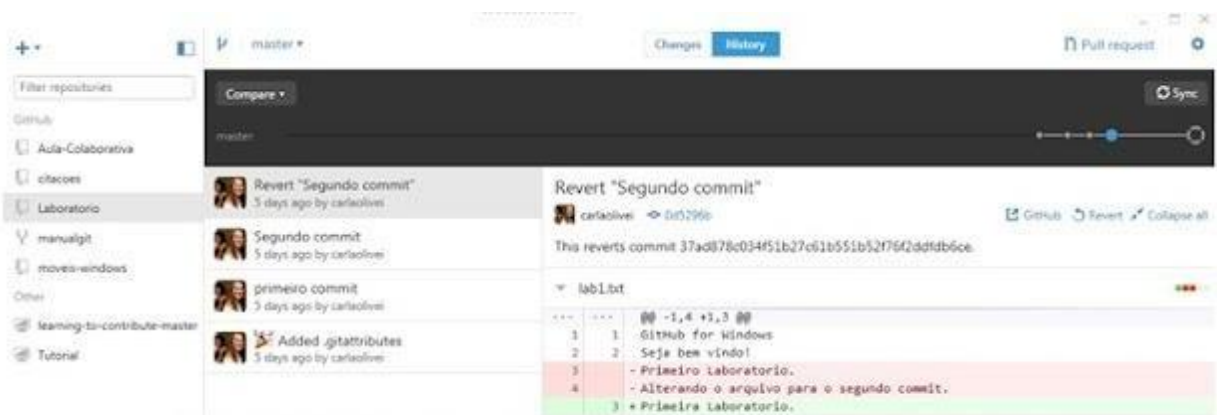 master
Changes
History
Pull request
Filter repositories
Compare
Sync
GitHub
master
Aula-Colaborativa
citacoes
Laboratorio
manualgit
moveis-windows
Other
learning-to-contribute-master
Tutorial
Revert "Segundo commit"
5 days ago by carlaolivei
Segundo commit
5 days ago by carlaolivei
primeiro commit
5 days ago by carlaolivei
Added .gitattributes
5 days ago by carlaolivei
Revert "Segundo commit"
carlaolivei
GitHub Revert Collapse all
This reverts commit 37ad878c034f51b27c61b551b52f76f2ddfdb6ce.
lab1.txt
... ... @@ -1,4 +1,3 @@
1 1 GitHub for Windows
2 2 Seja bem vindo!
3 - Primeiro Laboratorio.
4 - Alterando o arquivo para o segundo commit.
3 + Primeira Laboratorio.